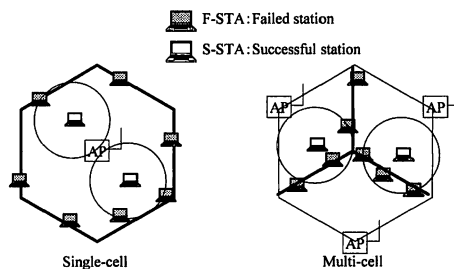 F-STA: Failed station
S-STA: Successful station
AP
AP
AP
AP
Single-cell
Multi-cell